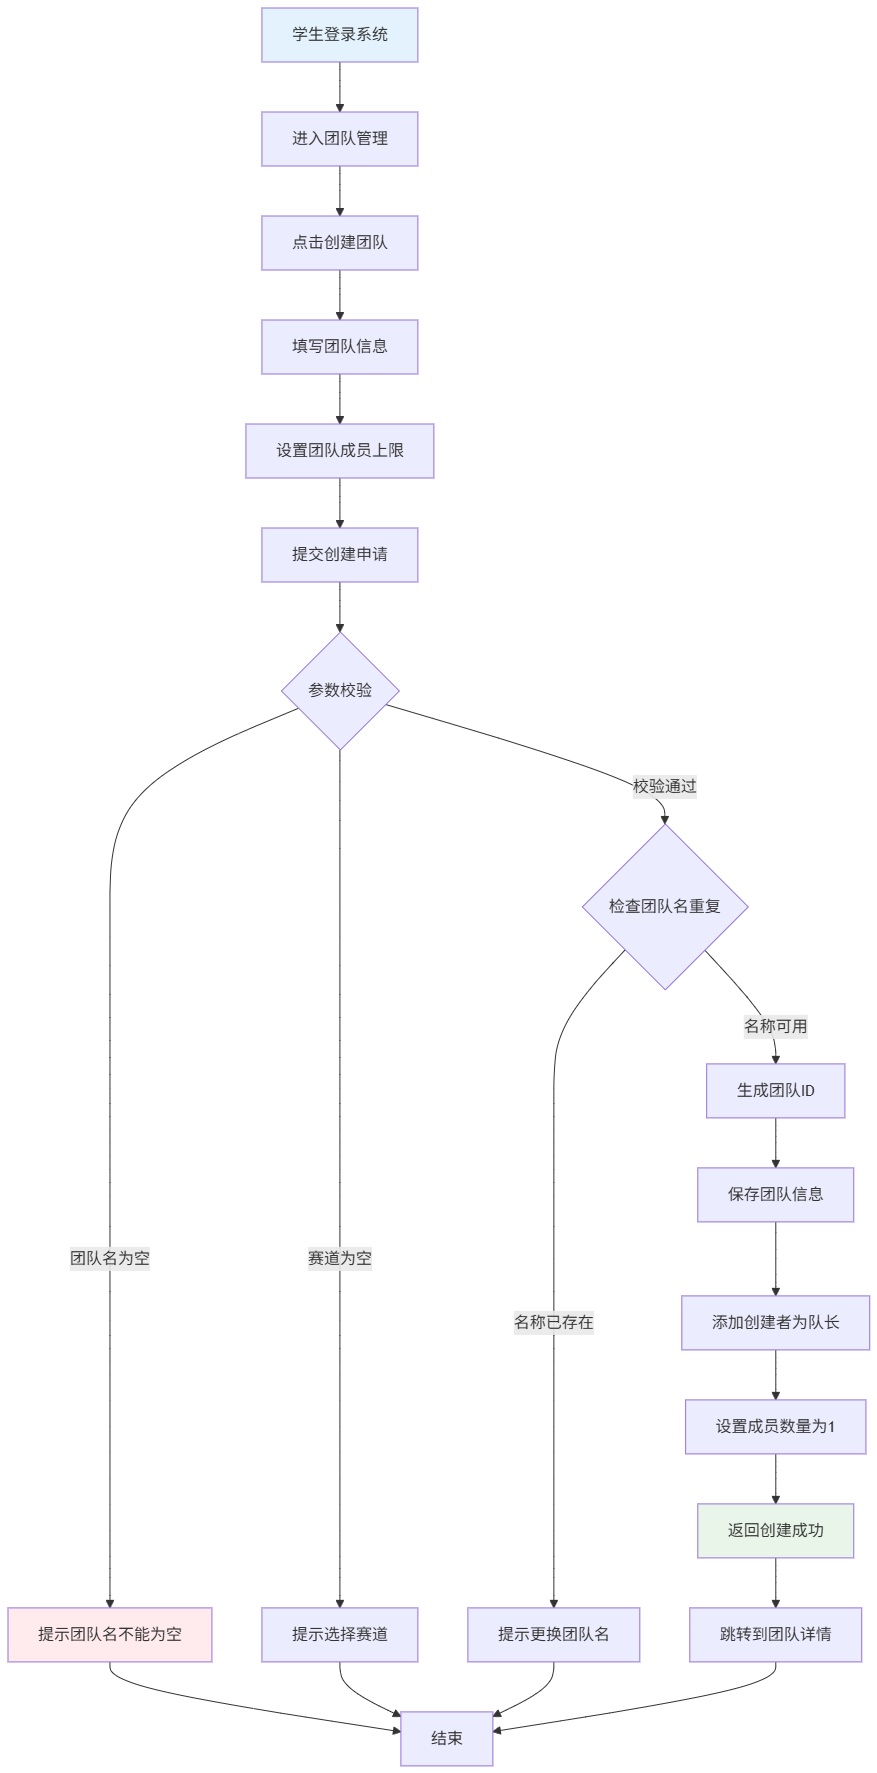 学生登录系统
进入团队管理
点击创建团队
填写团队信息
设置团队成员上限
提交创建申请
参数校验
校验通过
检查团队名重复
名称可用
生成团队ID
保存团队信息
团队名为空
赛道为空
名称已存在
添加创建者为队长
设置成员数量为1
返回创建成功
提示团队名不能为空
提示选择赛道
提示更换团队名
跳转到团队详情
结束